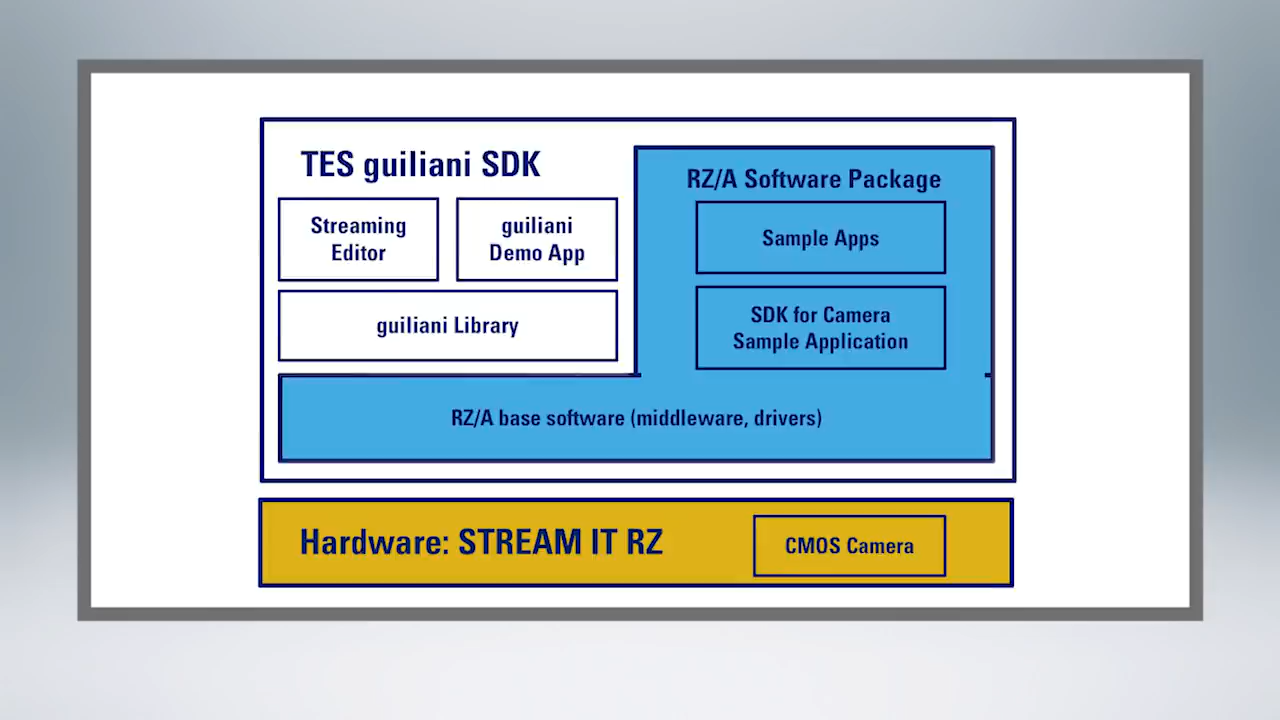 TES guiliani SDK
Streaming
Editor
guiliani
Demo App
guiliani Library
RZ/A Software Package
Sample Apps
SDK for Camera
Sample Application
RZ/A base software (middleware, drivers)
Hardware: STREAM IT RZ
CMOS Camera